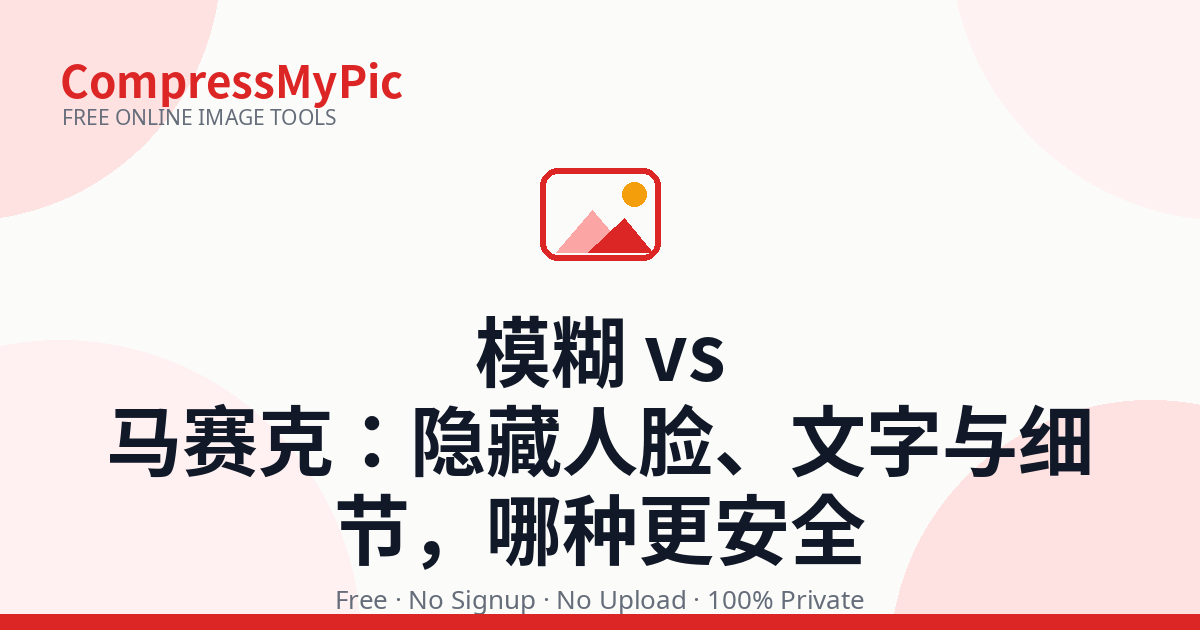 CompressMyPic
FREE ONLINE IMAGE TOOLS
模糊 vs
马赛克：隐藏人脸、文字与细
节，哪种更安全
Free · No Signup · No Upload · 100% Private